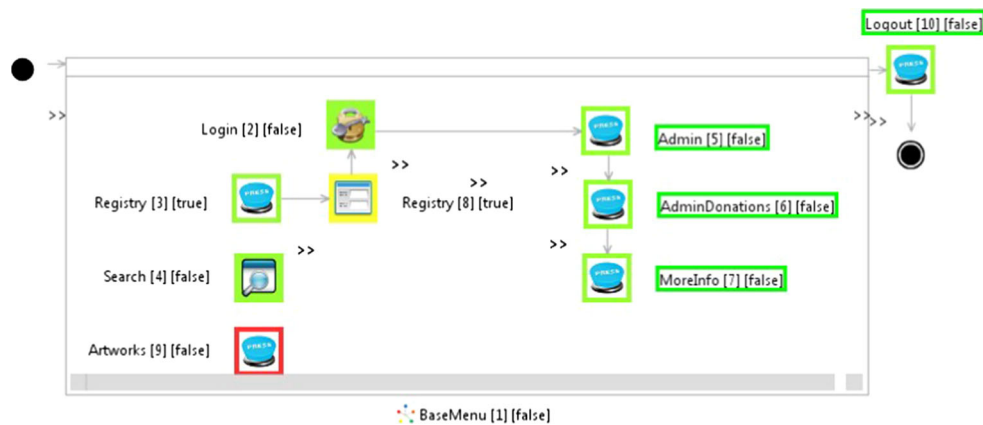 Logout [10] [false]
>>
>>
>>
Login [2] [false]
Admin [5] [false]
>>
>>
>>
Registry [3] [true]
Registry [8] [true]
AdminDonations [6] [false]
>>
>>
Search [4] [false]
MoreInfo [7] [false]
Artworks [9] [false]
BaseMenu [1] [false]